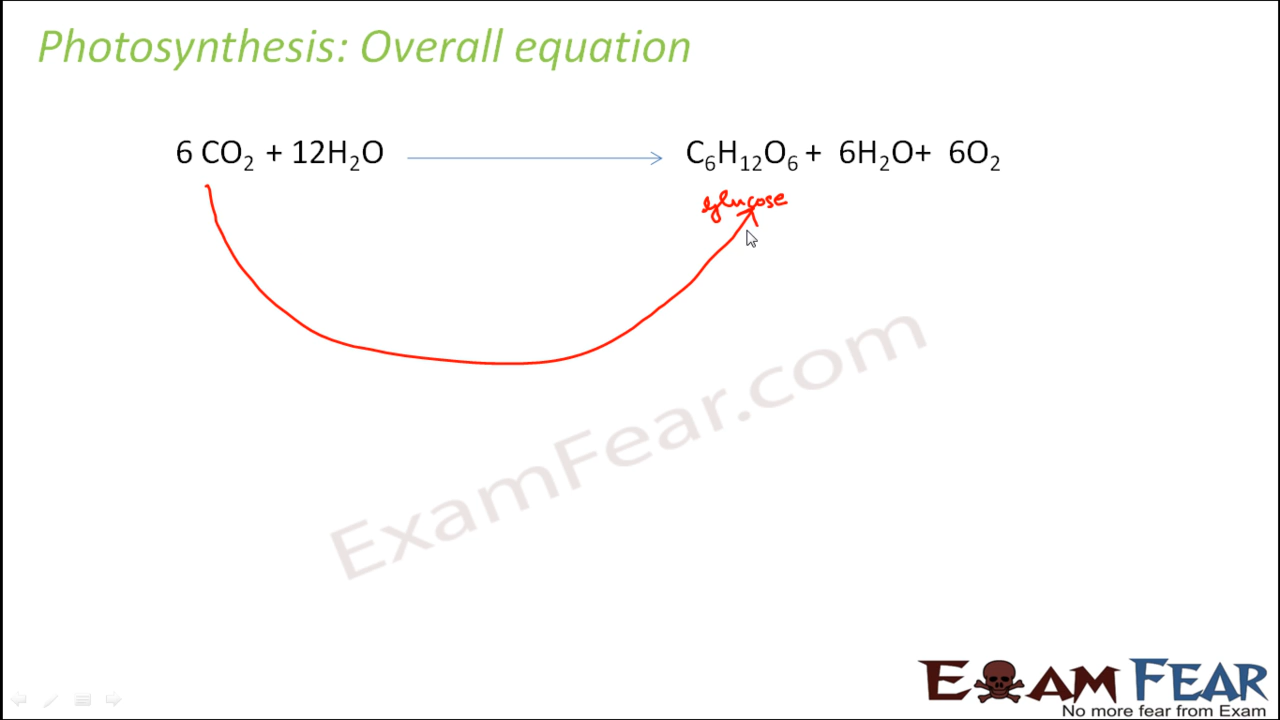 Photosynthesis: Overall equation
6 CO₂ + 12H₂O ⟶ C₆H₁₂O₆ + 6H₂O+ 6O₂
glucose
ExamFear.com
EXAM FEAR
No more fear from Exam